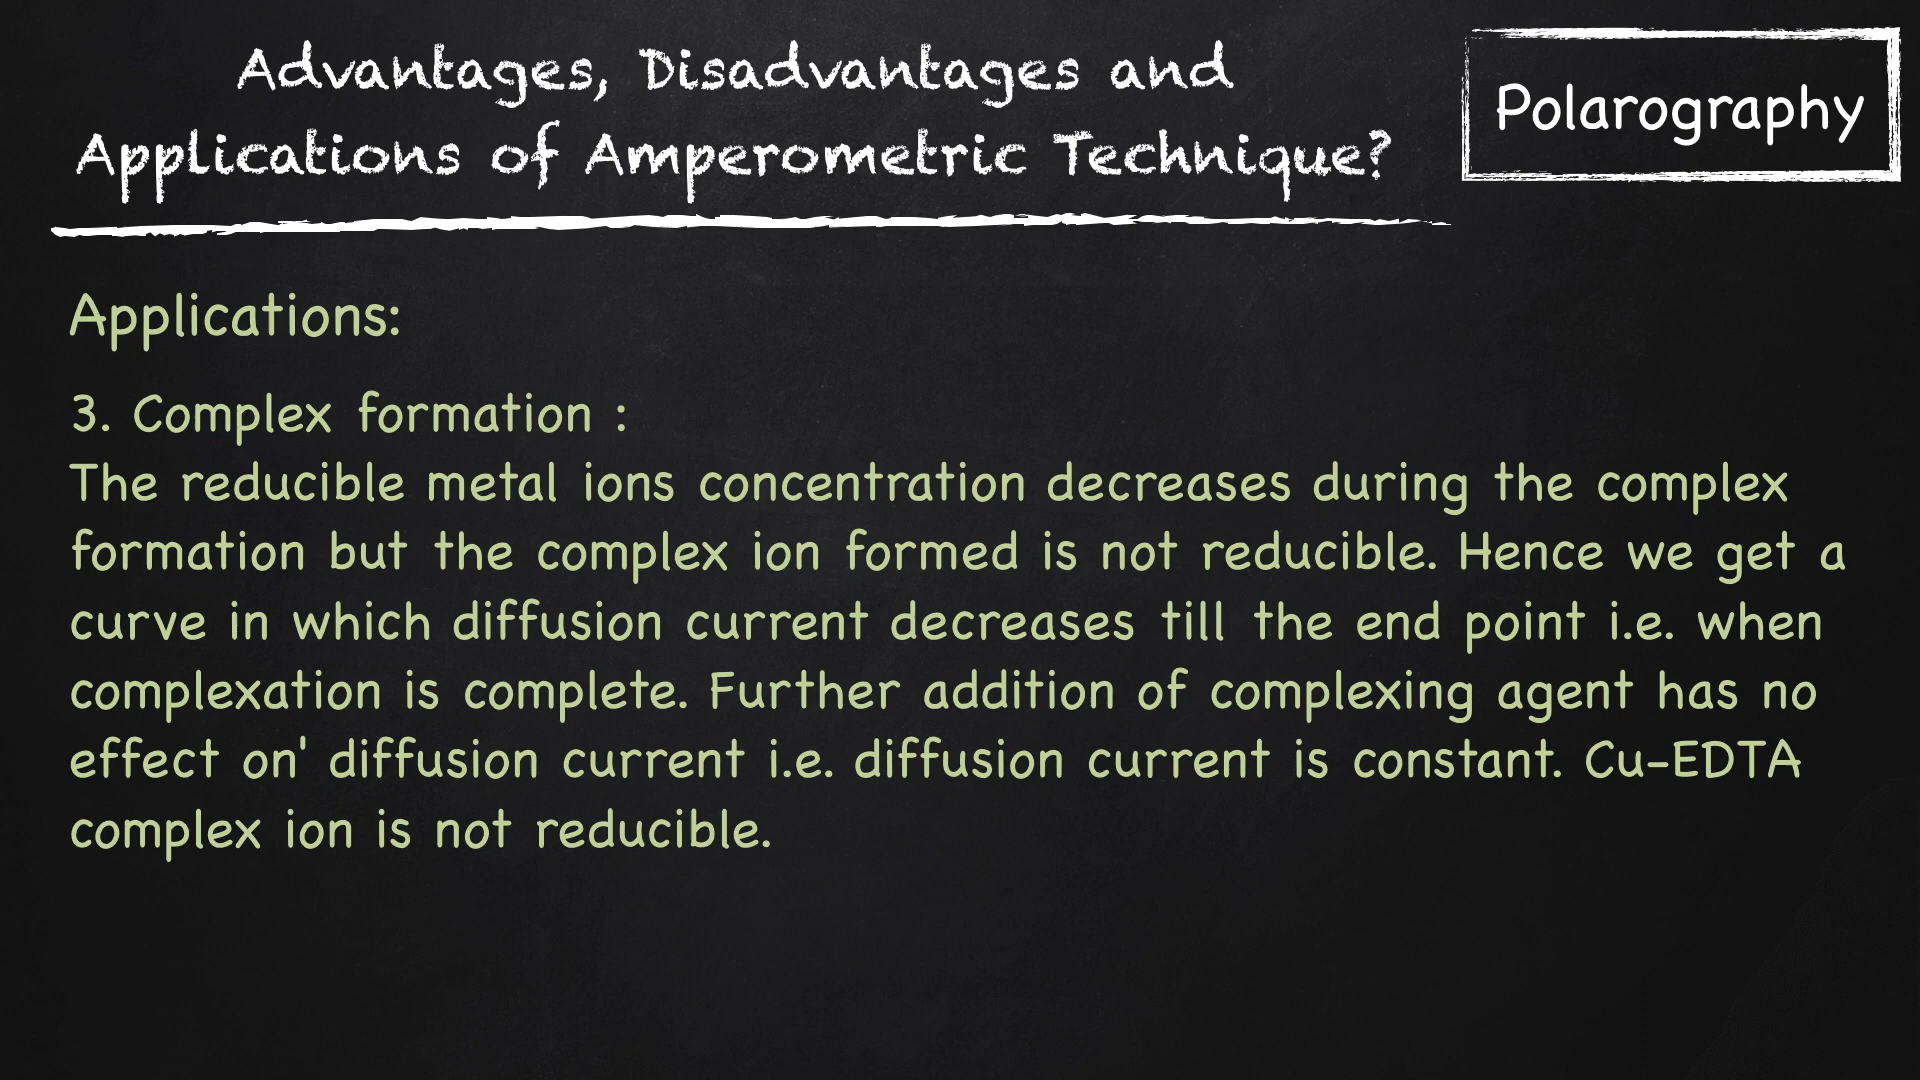 Advantages, Disadvantages and
Applications of Amperometric Technique?
Polarography
Applications:
3. Complex formation :
The reducible metal ions concentration decreases during the complex
formation but the complex ion formed is not reducible. Hence we get a
curve in which diffusion current decreases till the end point i.e. when
complexation is complete. Further addition of complexing agent has no
effect on' diffusion current i.e. diffusion current is constant. Cu-EDTA
complex ion is not reducible.